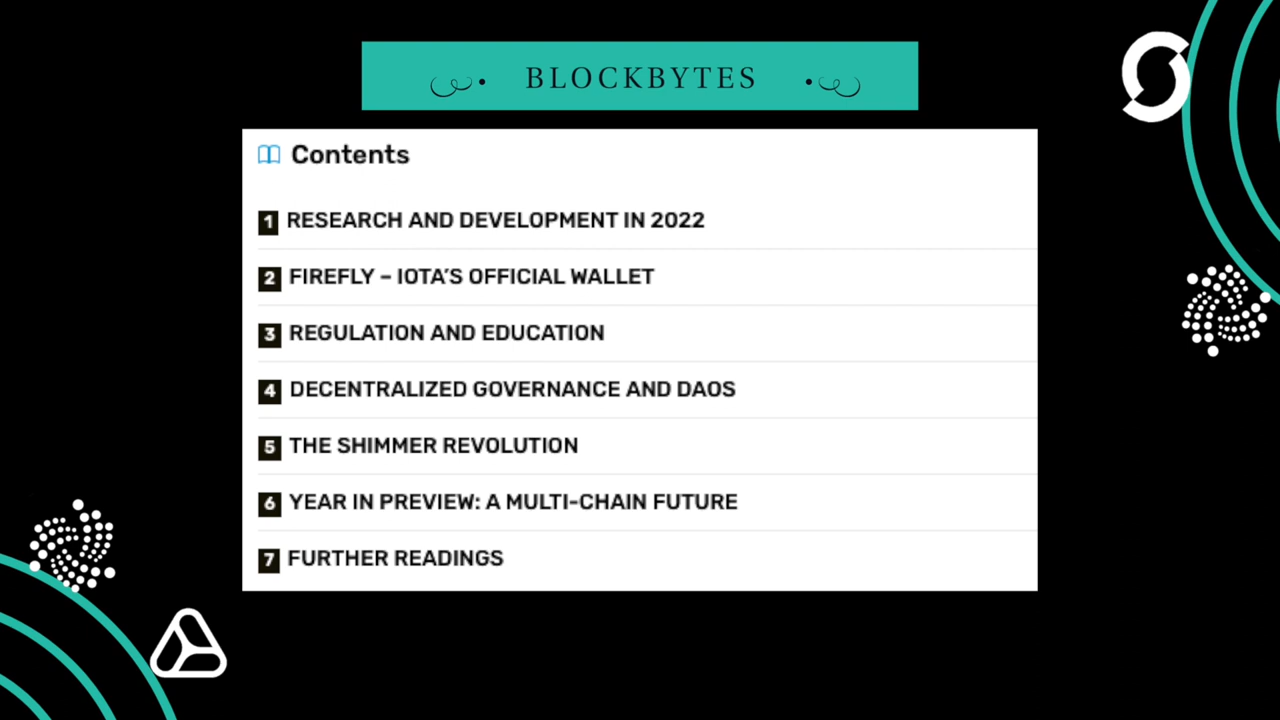 BLOCKBYTES
Contents
1 RESEARCH AND DEVELOPMENT IN 2022
2 FIREFLY – IOTA'S OFFICIAL WALLET
3 REGULATION AND EDUCATION
4 DECENTRALIZED GOVERNANCE AND DAOS
5 THE SHIMMER REVOLUTION
6 YEAR IN PREVIEW: A MULTI-CHAIN FUTURE
7 FURTHER READINGS